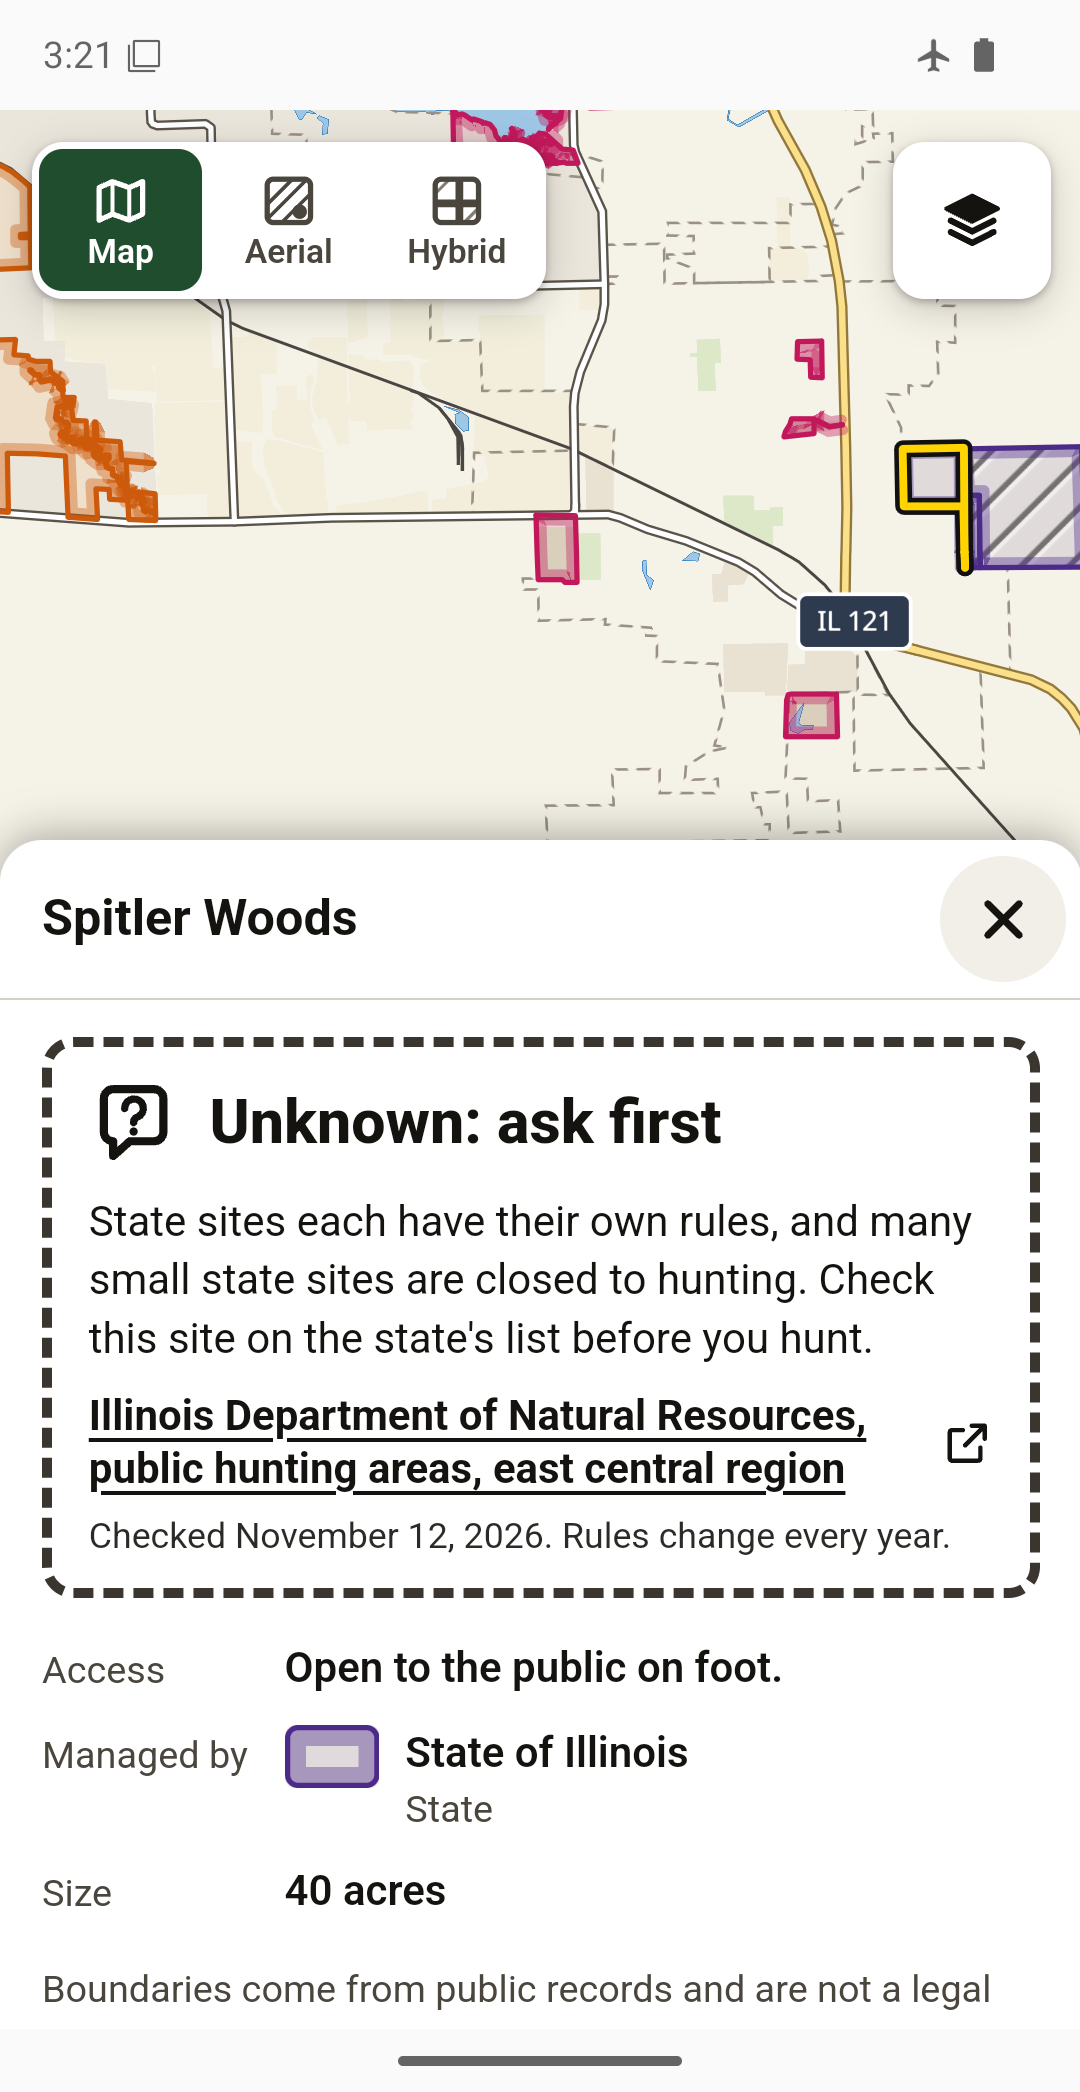 3:21
Map
Aerial
Hybrid
IL 121
Spitler Woods
Unknown: ask first
State sites each have their own rules, and many
small state sites are closed to hunting. Check
this site on the state's list before you hunt.
Illinois Department of Natural Resources,
public hunting areas, east central region
Checked November 12, 2026. Rules change every year.
Access
Open to the public on foot.
Managed by
State of Illinois
State
Size
40 acres
Boundaries come from public records and are not a legal